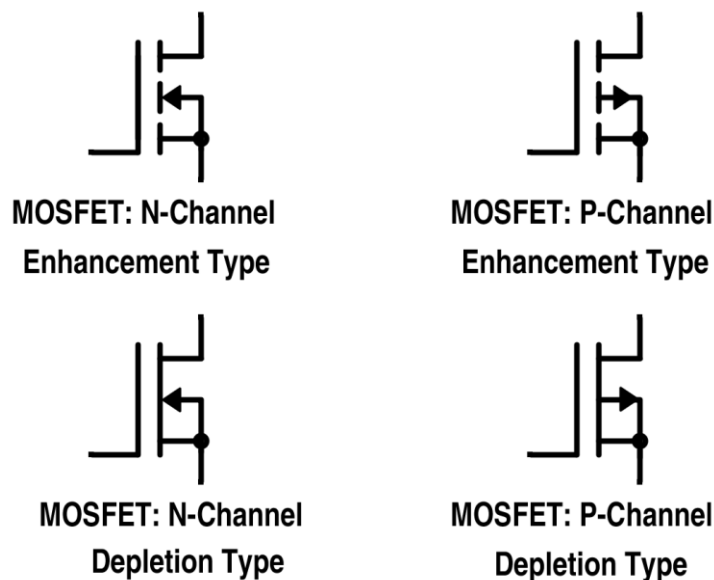 MOSFET: N-Channel
Enhancement Type
MOSFET: P-Channel
Enhancement Type
MOSFET: N-Channel
Depletion Type
MOSFET: P-Channel
Depletion Type